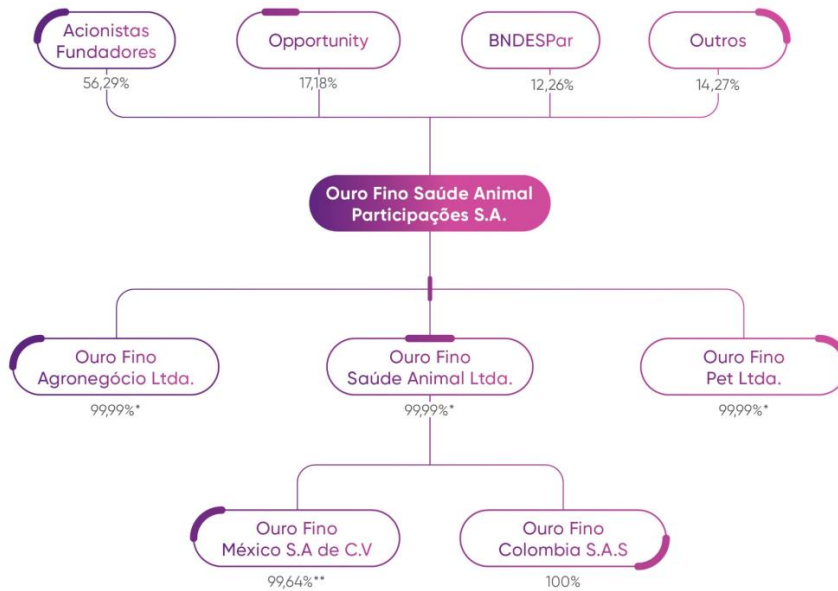 Acionistas
Fundadores
Opportunity
BNDESPar
Outros
56,29%
17,18%
12,26%
14,27%
Ouro Fino Saúde Animal
Participações S.A.
Ouro Fino
Agronegócio Ltda.
Ouro Fino
Saúde Animal Ltda.
Ouro Fino
Pet Ltda.
99,99%*
99,99%*
99,99%*
Ouro Fino
México S.A de C.V
Ouro Fino
Colombia S.A.S
99,64%**
100%